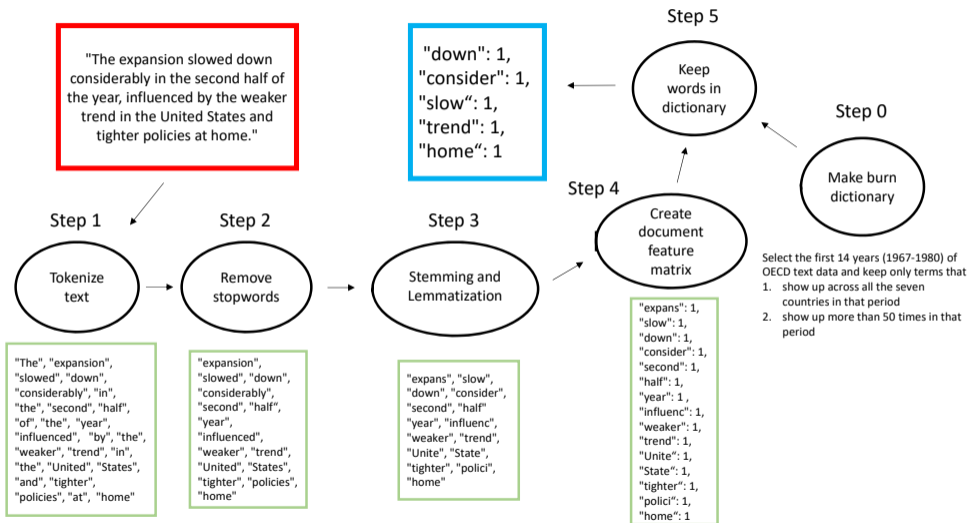 "The expansion slowed down
considerably in the second half of
the year, influenced by the weaker
trend in the United States and
tighter policies at home."
"down": 1,
"consider": 1,
"slow“: 1,
"trend": 1,
"home“: 1
Step 5
Keep
words in
dictionary
Step 0
Make burn
dictionary
Select the first 14 years (1967-1980) of
OECD text data and keep only terms that
1. show up across all the seven
countries in that period
2. show up more than 50 times in that
period
Step 1
Tokenize
text
Step 2
Remove
stopwords
Step 3
Stemming and
Lemmatization
Step 4
Create
document
feature
matrix
"The", "expansion",
"slowed", "down",
"considerably", "in",
"the", "second", "half",
"of", "the", "year",
"influenced", "by", "the",
"weaker", "trend", "in",
"the", "United", "States",
"and", "tighter",
"policies", "at", "home"
"expansion",
"slowed", "down",
"considerably",
"second", "half“,
"year",
"influenced",
"weaker", "trend",
"United", "States",
"tighter", "policies",
"home"
"expans", "slow",
"down", "consider",
"second", "half"
"year", "influenc",
"weaker", "trend",
"Unite", "State",
"tighter", "polici",
"home"
"expans": 1,
"slow": 1,
"down": 1,
"consider": 1,
"second": 1,
"half": 1,
"year": 1 ,
"influenc": 1,
"weaker": 1,
"trend": 1,
"Unite“: 1,
"State“: 1,
"tighter“: 1,
"polici“: 1,
"home“: 1